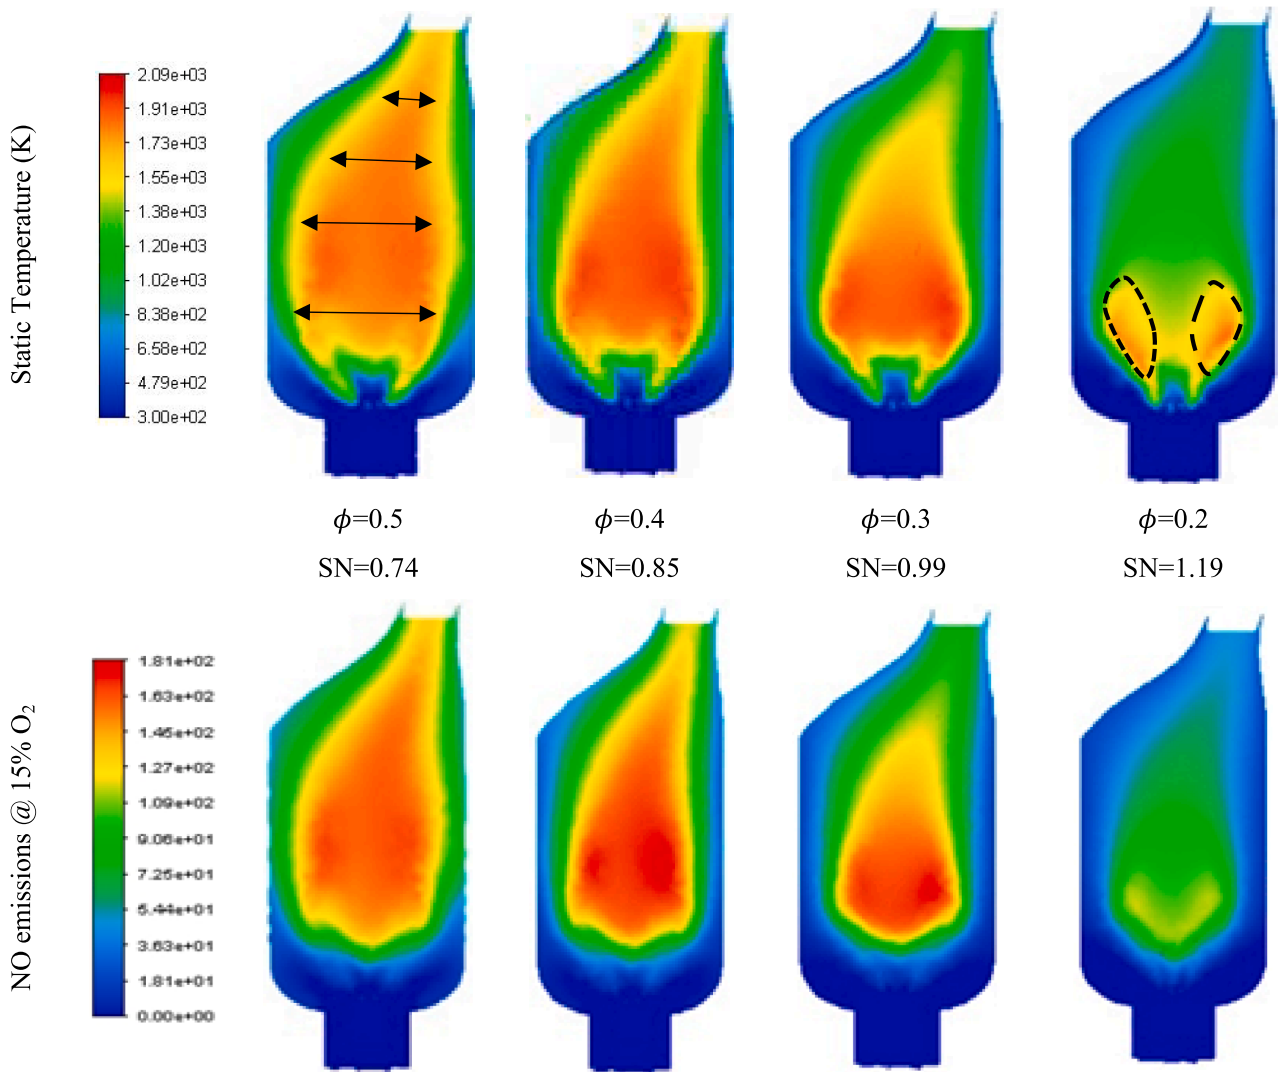 Static Temperature (K)
2.09e+03
1.91e+03
1.73e+03
1.55e+03
1.38e+03
1.20e+03
1.02e+03
8.38e+02
6.58e+02
4.79e+02
3.00e+02
ϕ=0.5 ϕ=0.4 ϕ=0.3 ϕ=0.2
SN=0.74 SN=0.85 SN=0.99 SN=1.19
NO emissions @ 15% O₂
1.81e+02
1.63e+02
1.45e+02
1.27e+02
1.09e+02
9.06e+01
7.25e+01
5.44e+01
3.63e+01
1.81e+01
0.00e+00